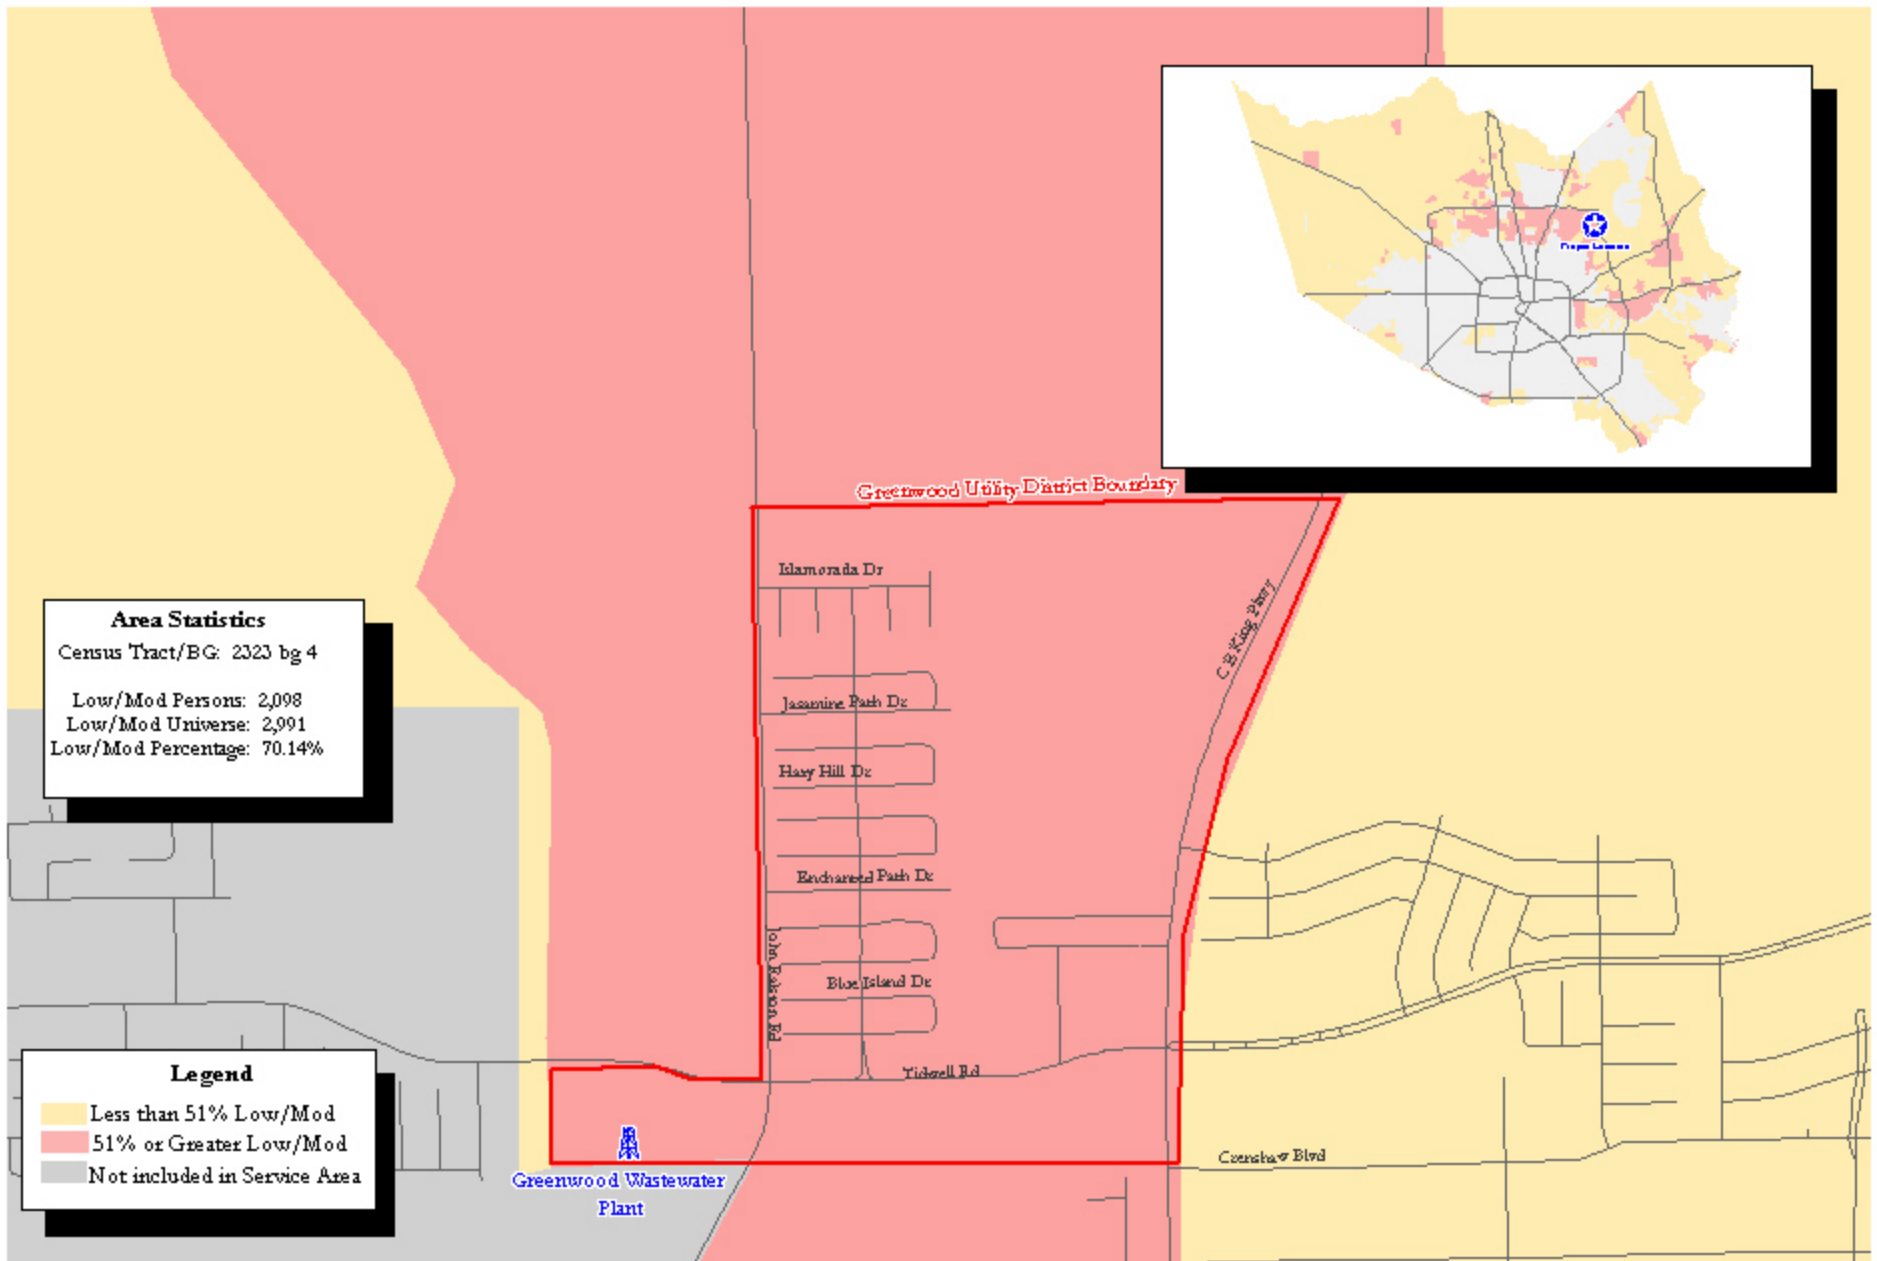 Greenwood Utility District Boundary
Islamorada Dr
C E King Pkwy
Area Statistics
Census Tract/BG: 2323 bg 4
Low/Mod Persons: 2,098
Low/Mod Universe: 2,991
Low/Mod Percentage: 70.14%
Jasamine Path Dr
Hazy Hill Dr
Enchanted Path Dr
John Ralston Rd
Blue Island Dr
Tidwell Rd
Legend
Less than 51% Low/Mod
51% or Greater Low/Mod
Not included in Service Area
Crenshaw Blvd
Greenwood Wastewater
Plant